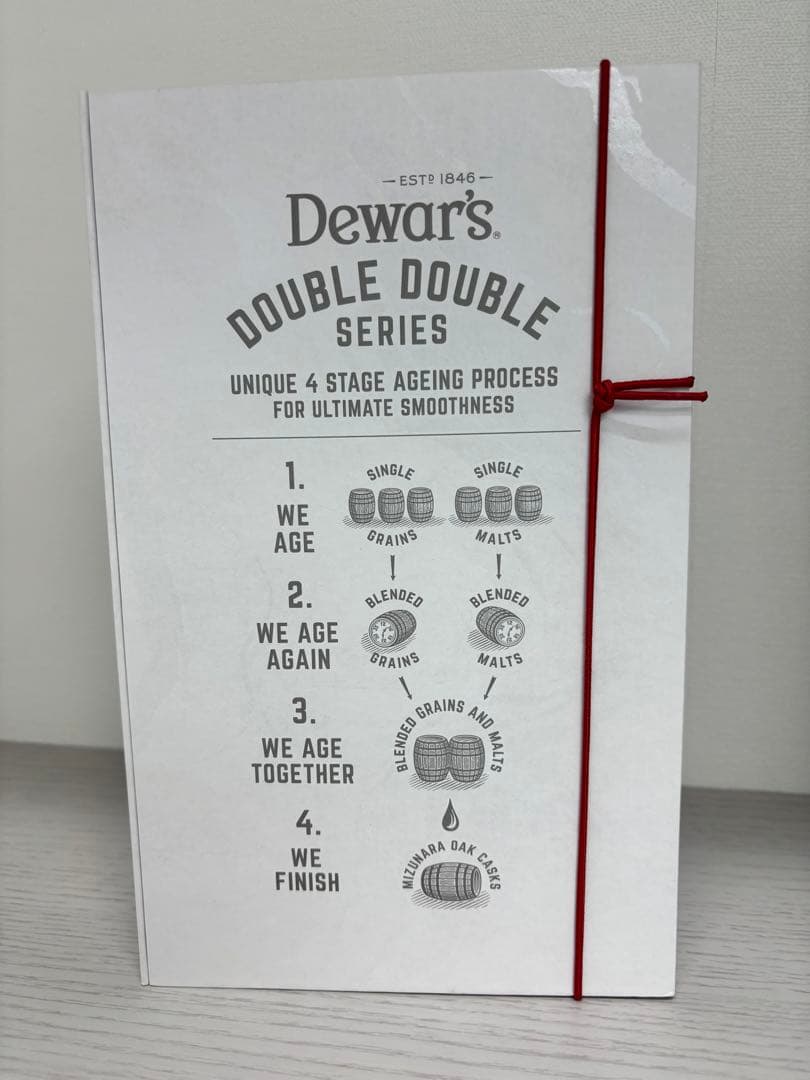 ESTD 1846
Dewar's®
DOUBLE DOUBLE
SERIES
UNIQUE 4 STAGE AGEING PROCESS
FOR ULTIMATE SMOOTHNESS
1.
WE
AGE
SINGLE
GRAINS
SINGLE
MALTS
2.
WE AGE
AGAIN
BLENDED
GRAINS
BLENDED
MALTS
3.
WE AGE
TOGETHER
BLENDED GRAINS AND MALTS
4.
WE
FINISH
MIZUNARA OAK CASKS